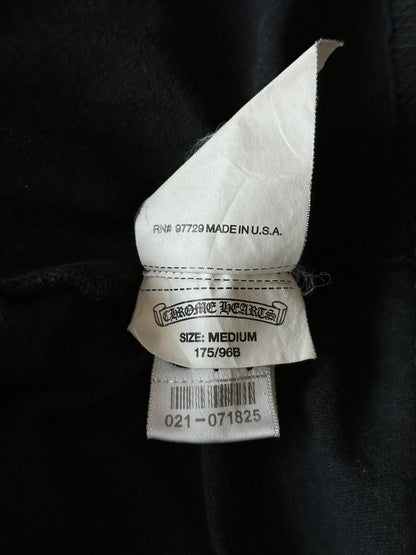 RN# 97729 MADE IN U.S.A.
CHROME HEARTS
SIZE: MEDIUM
175/96B
021-071825